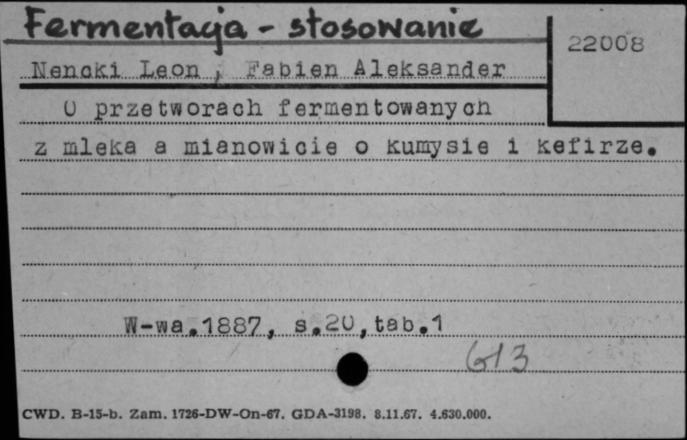 Fermentacja - stosowanie
22008
Nencki Leon, Fabien Aleksander
O przetworach fermentowanych
z mleka a mianowicie o kumysie i kefirze.
W-wa.1887, s.20,tab.1
613
CWD. B-15-b. Zam. 1726-DW-On-67. GDA-3198. 8.11.67. 4.630.000.